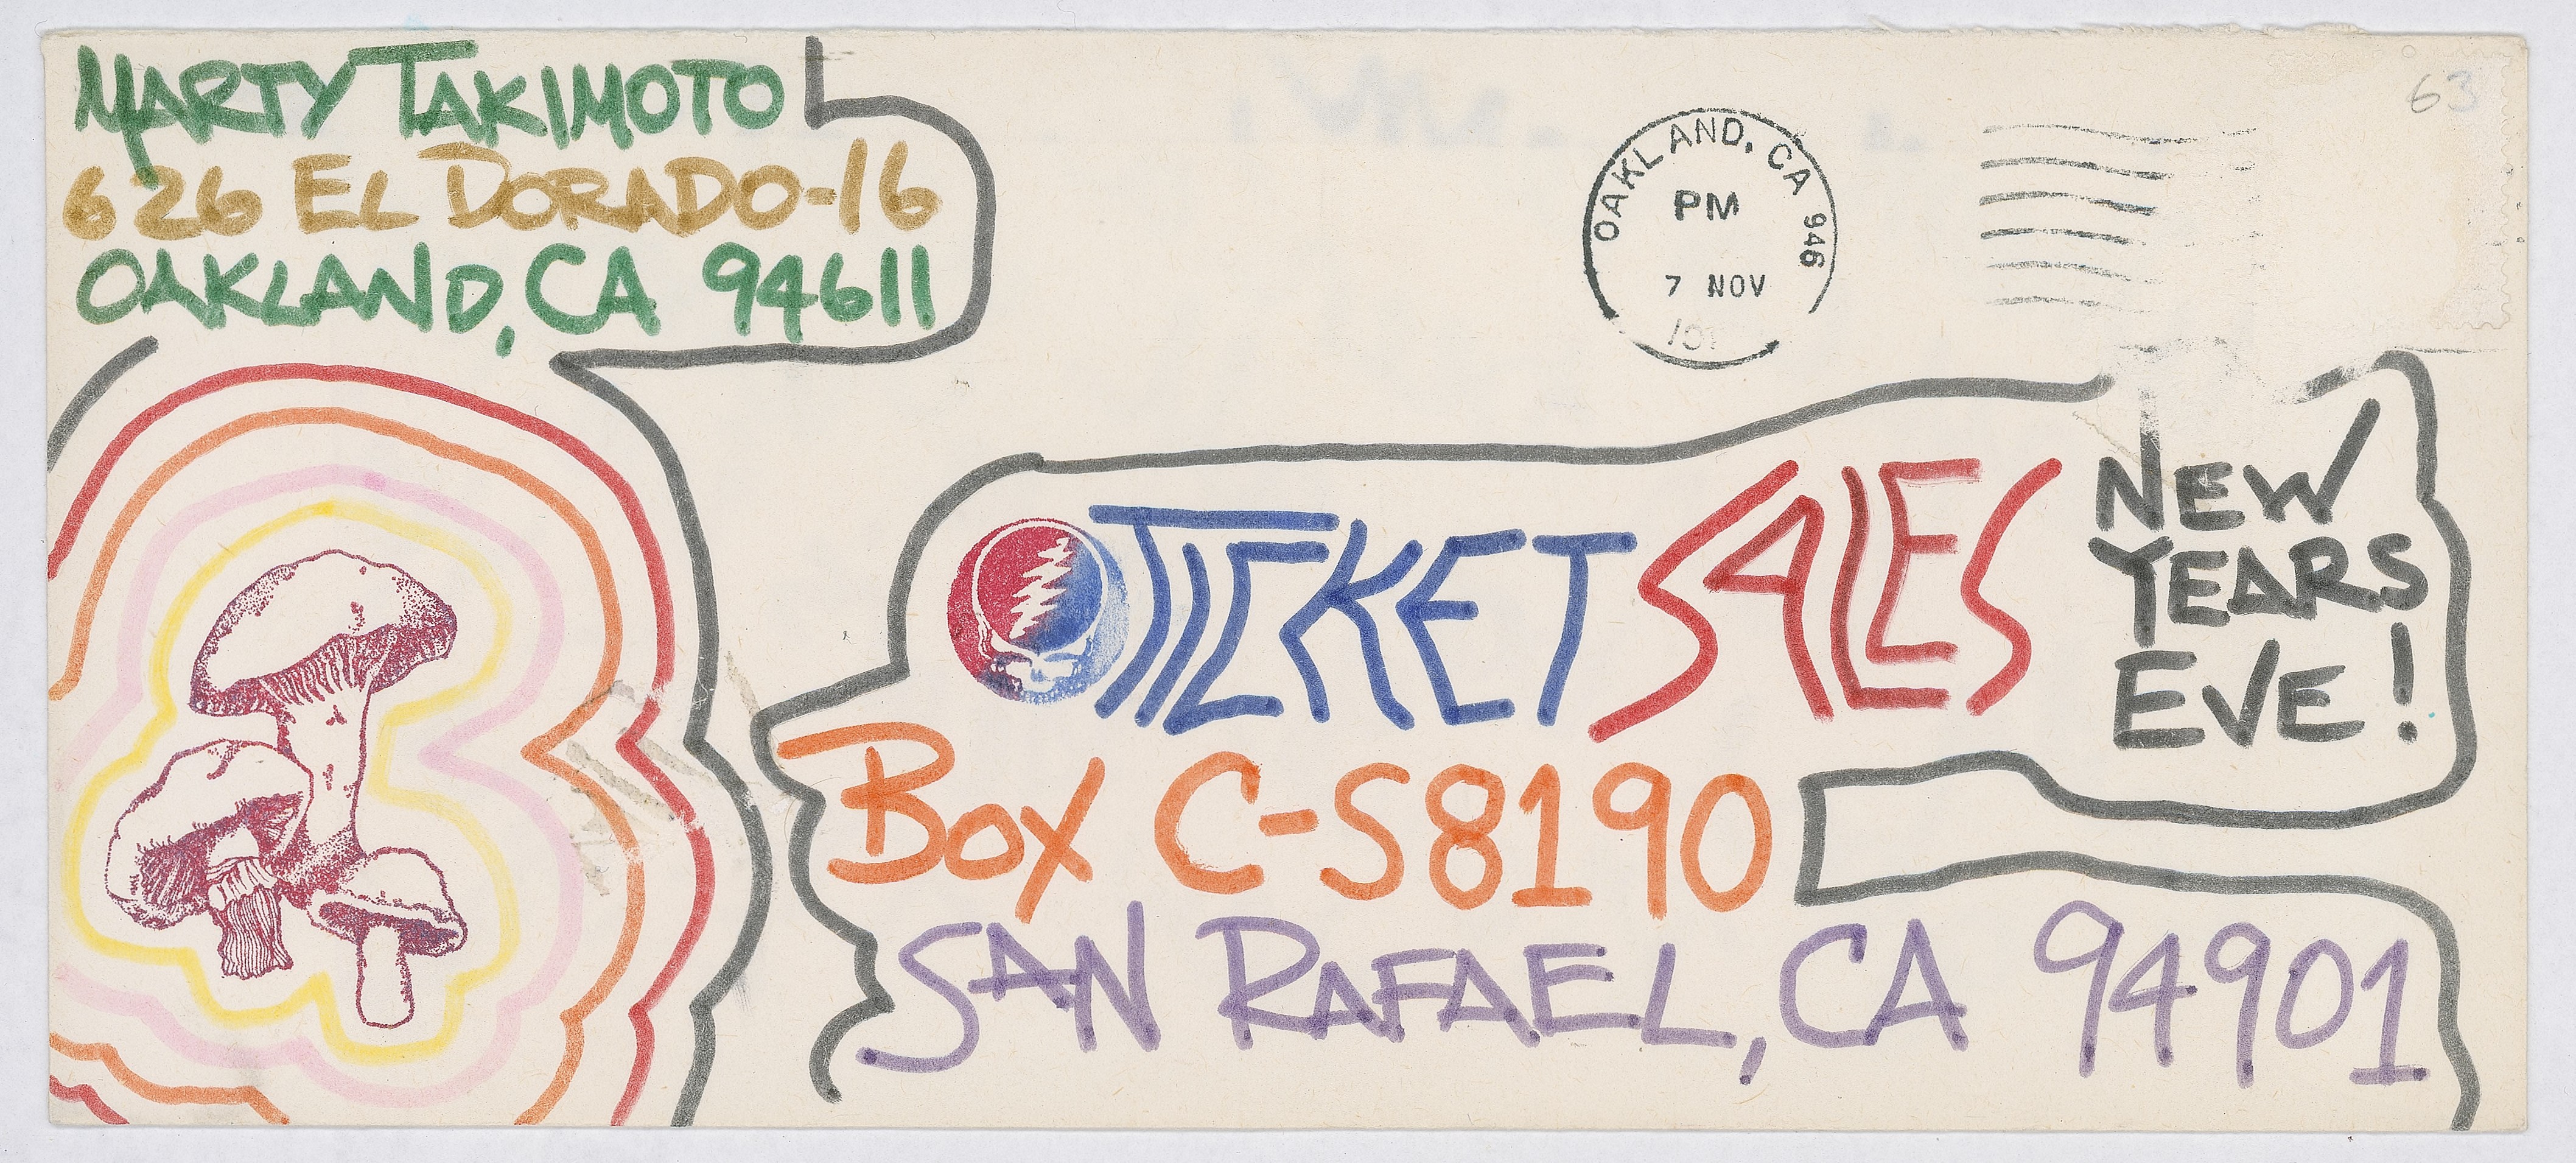 MARTY TAKIMOTO
626 EL DORADO-16
OAKLAND, CA 94611
63
OAKLAND, CA 946
PM
7 NOV
TICKET SALES
NEW
YEARS
EVE!
BOX C-S8190
SAN RAFAEL, CA 94901